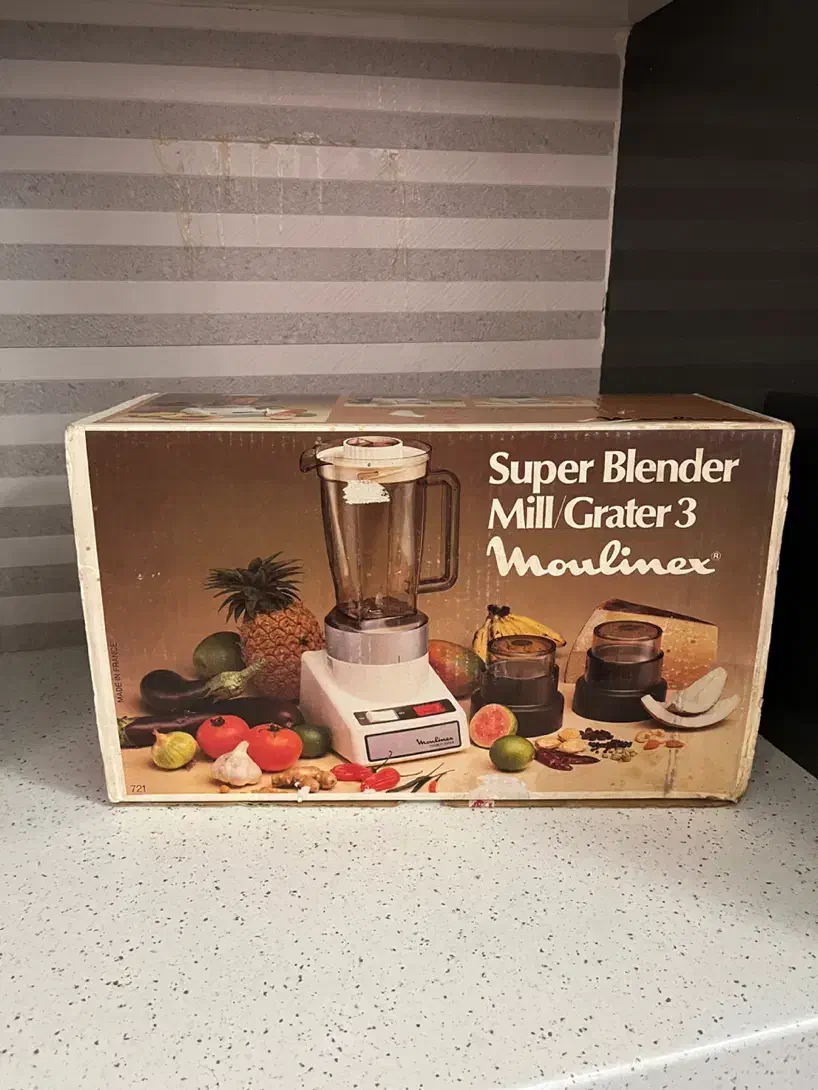 Super Blender
Mill/Grater 3
Moulinex®
MADE IN FRANCE
Moulinex
721